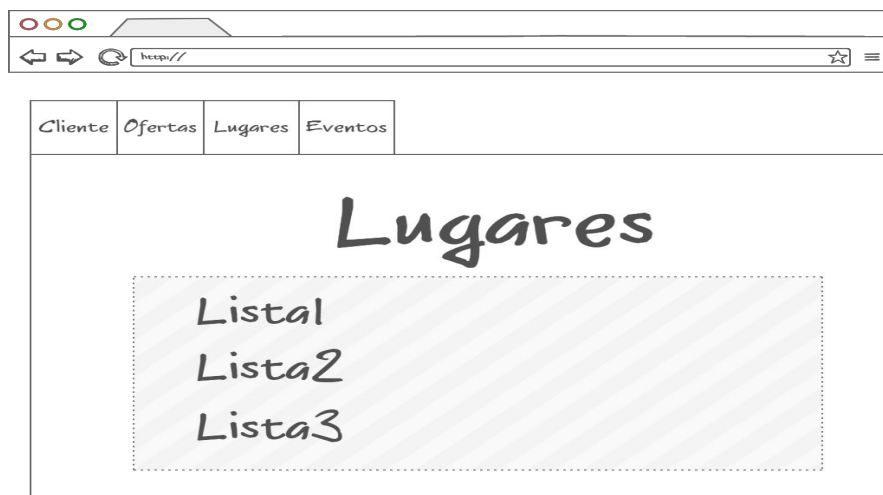 http://
Cliente Ofertas Lugares Eventos
Lugares
Lista1
Lista2
Lista3